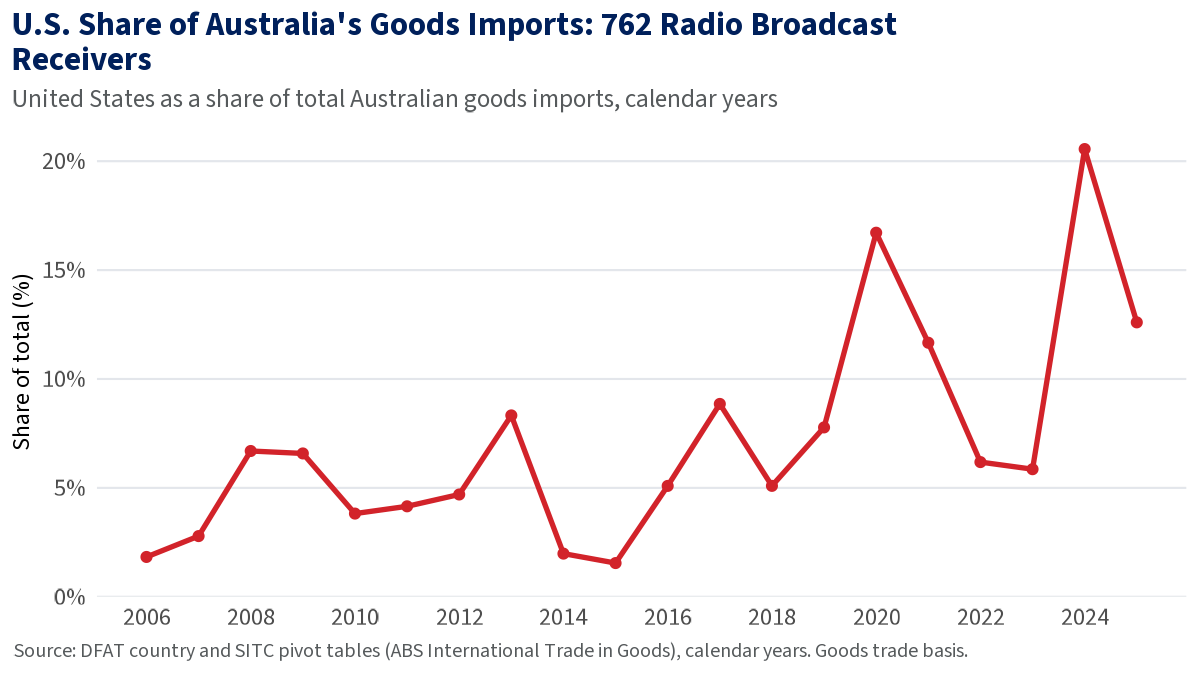 U.S. Share of Australia's Goods Imports: 762 Radio Broadcast
Receivers
United States as a share of total Australian goods imports, calendar years
Share of total (%)
20%
15%
10%
5%
0%
2006 2008 2010 2012 2014 2016 2018 2020 2022 2024
Source: DFAT country and SITC pivot tables (ABS International Trade in Goods), calendar years. Goods trade basis.